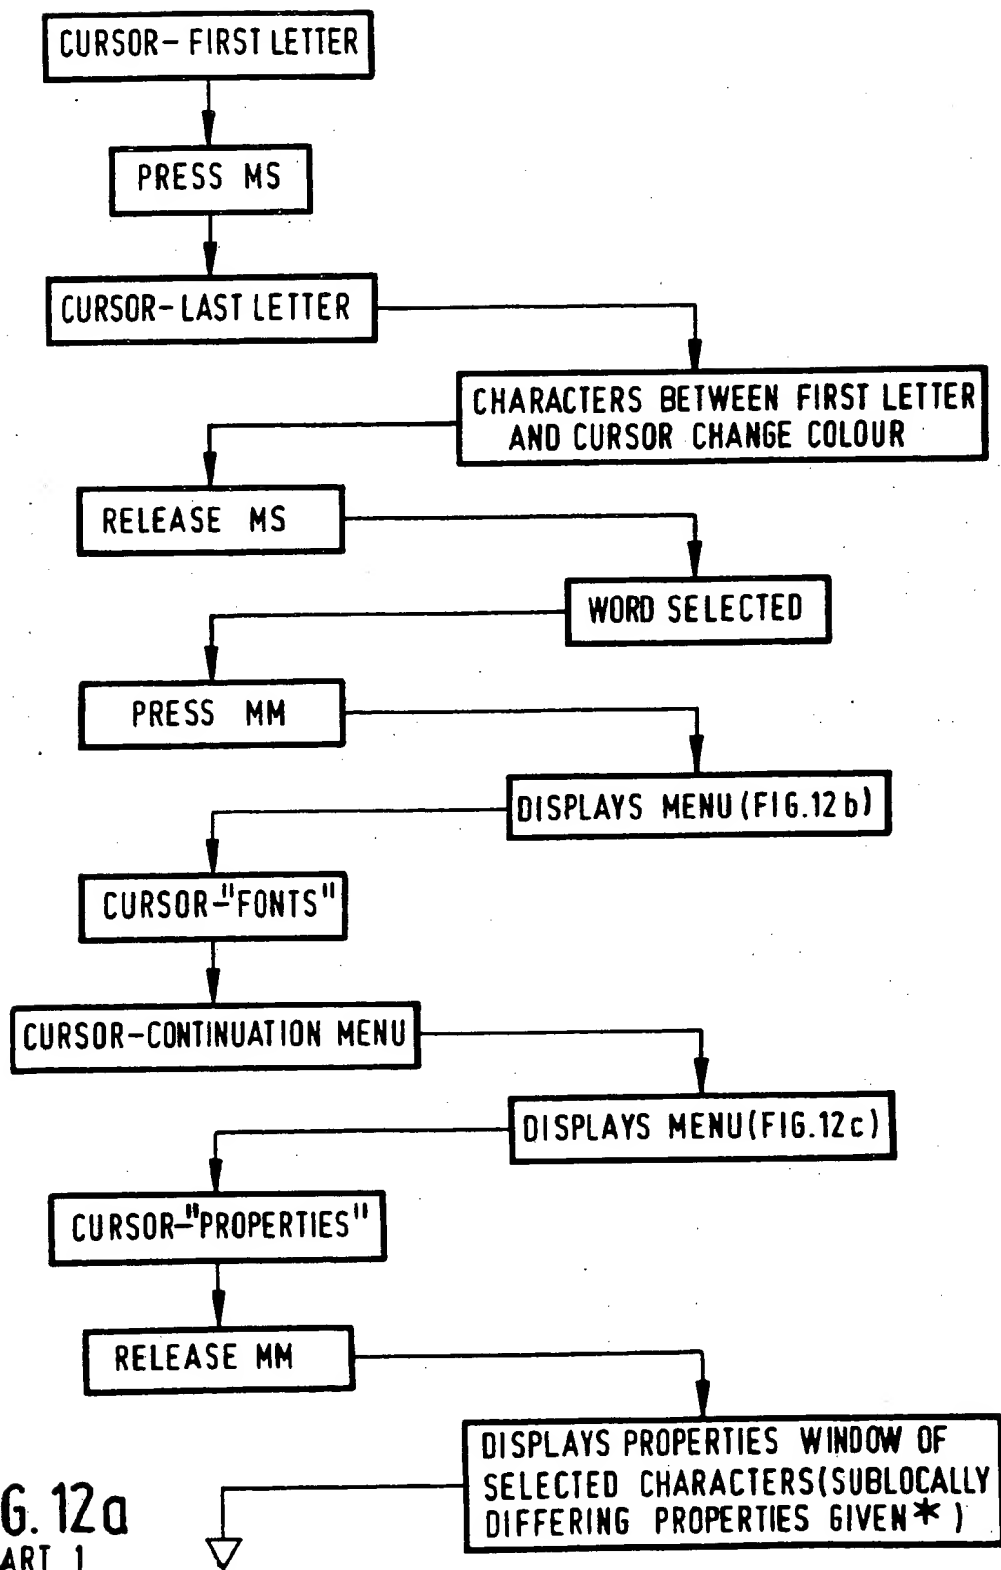 CURSOR-FIRST LETTER
PRESS MS
CURSOR-LAST LETTER
CHARACTERS BETWEEN FIRST LETTER
AND CURSOR CHANGE COLOUR
RELEASE MS
WORD SELECTED
PRESS MM
DISPLAYS MENU (FIG.12b)
CURSOR-"FONTS"
CURSOR-CONTINUATION MENU
DISPLAYS MENU (FIG.12c)
CURSOR-"PROPERTIES"
RELEASE MM
DISPLAYS PROPERTIES WINDOW OF
SELECTED CHARACTERS (SUBLOCALLY
DIFFERING PROPERTIES GIVEN*)
G. 12a
ART 1